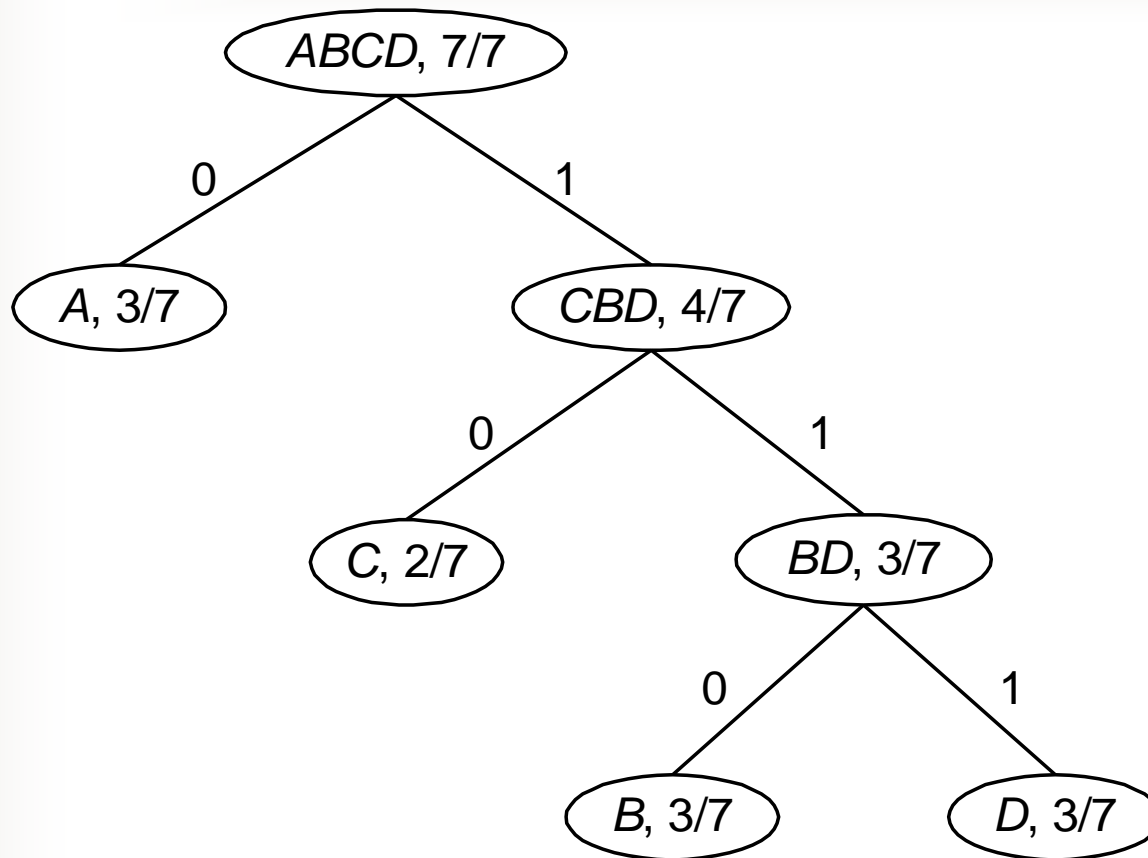 ABCD, 7/7
0 1
A, 3/7 CBD, 4/7
0 1
C, 2/7 BD, 3/7
0 1
B, 3/7 D, 3/7